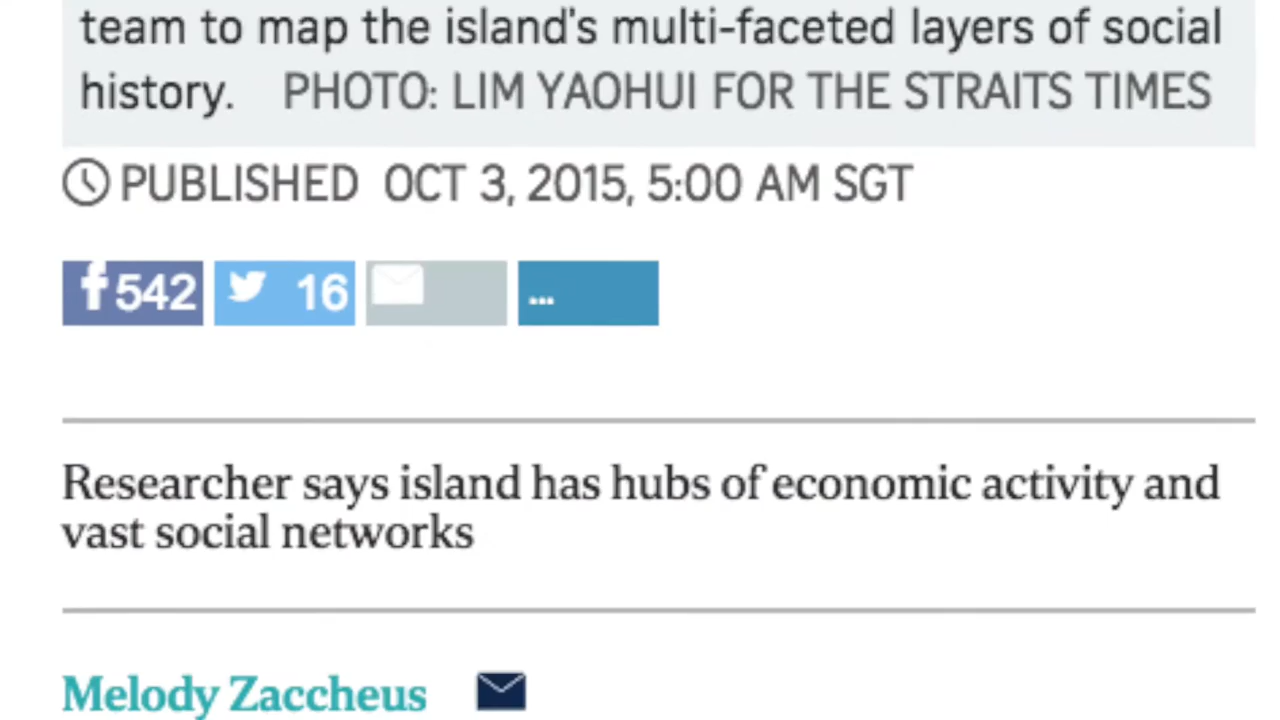 team to map the island's multi-faceted layers of social
history. PHOTO: LIM YAOHUI FOR THE STRAITS TIMES
PUBLISHED OCT 3, 2015, 5:00 AM SGT
542 16 ...
Researcher says island has hubs of economic activity and
vast social networks
Melody Zaccheus